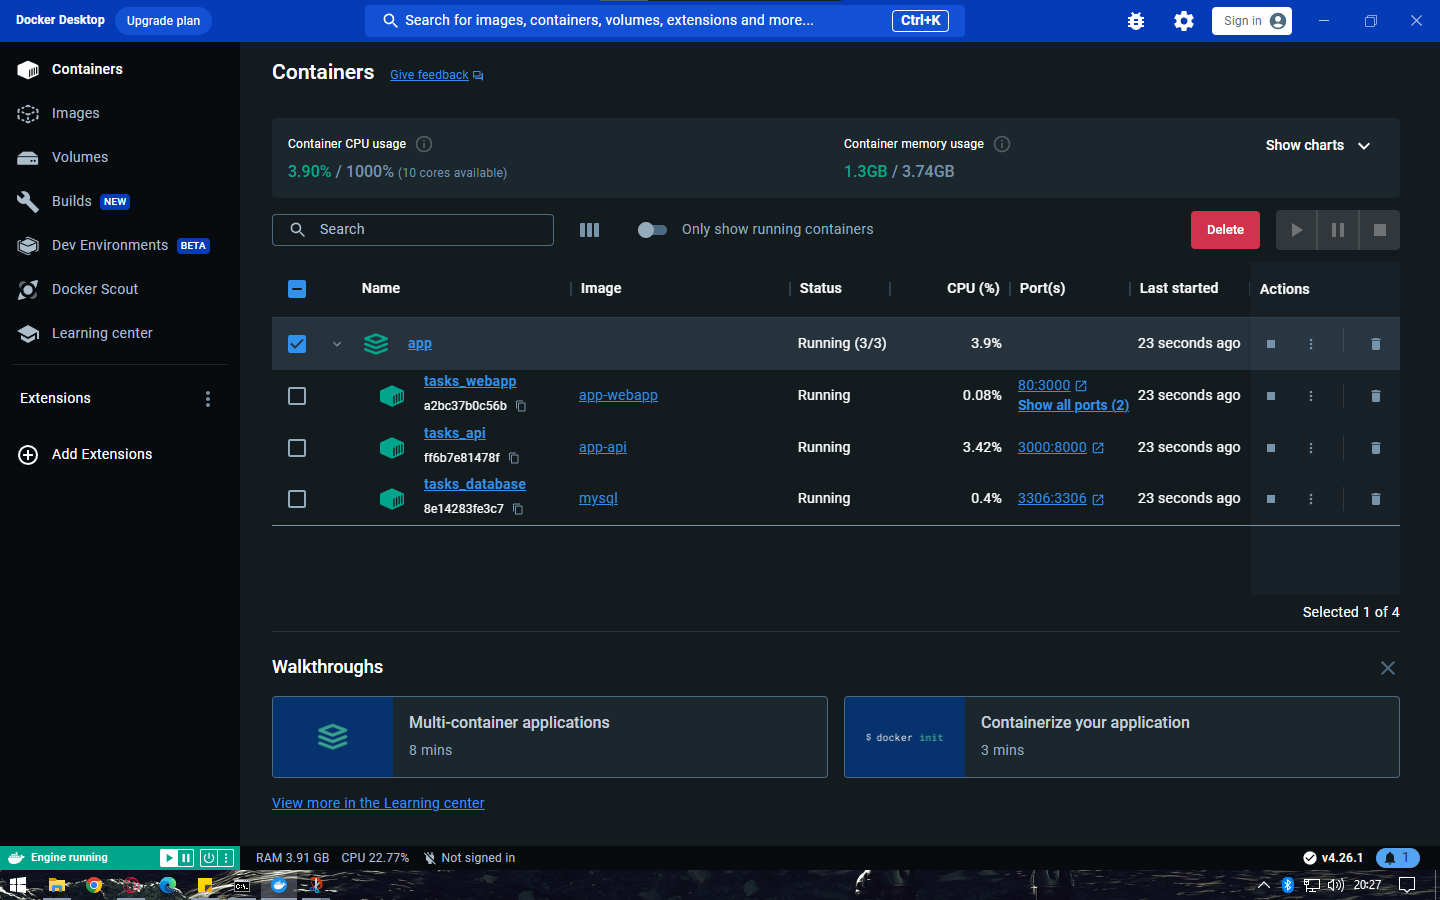 Docker Desktop
Upgrade plan
Search for images, containers, volumes, extensions and more...
Ctrl+K
Sign in
Containers
Images
Volumes
Builds NEW
Dev Environments BETA
Docker Scout
Learning center
Extensions
Add Extensions
Containers
Give feedback
Container CPU usage
3.90% / 1000% (10 cores available)
Container memory usage
1.3GB / 3.74GB
Show charts
Search
Only show running containers
Delete
Name Image Status CPU (%) Port(s) Last started Actions
app Running (3/3) 3.9% 23 seconds ago
tasks_webapp
a2bc37b0c56b
app-webapp Running 0.08%
80:3000
Show all ports (2)
23 seconds ago
tasks_api
ff6b7e81478f
app-api Running 3.42% 3000:8000 23 seconds ago
tasks_database
8e14283fe3c7
mysql Running 0.4% 3306:3306 23 seconds ago
Selected 1 of 4
Walkthroughs
Multi-container applications
8 mins
$ docker init
Containerize your application
3 mins
View more in the Learning center
Engine running
RAM 3.91 GB CPU 22.77% Not signed in
v4.26.1
1
20:27